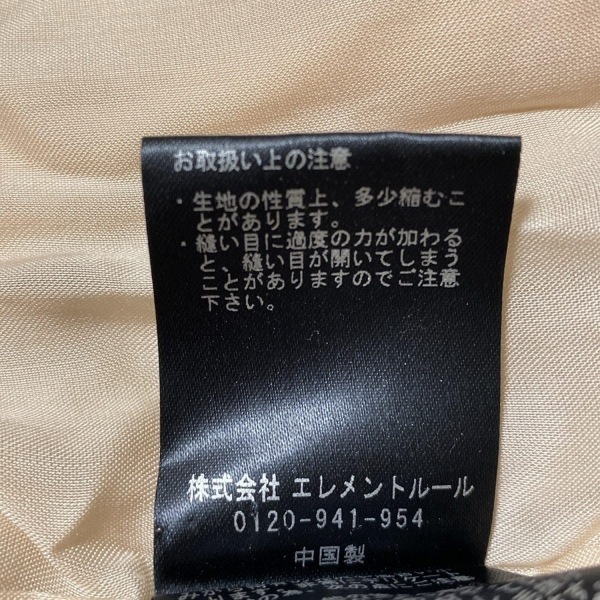 お取扱い上の注意
・生地の性質上、多少縮むこ
とがあります。
・縫い目に過度の力が加わる
と、縫い目が開いてしまう
ことがありますのでご注意
下さい。
株式会社 エレメントルール
0120-941-954
中国製